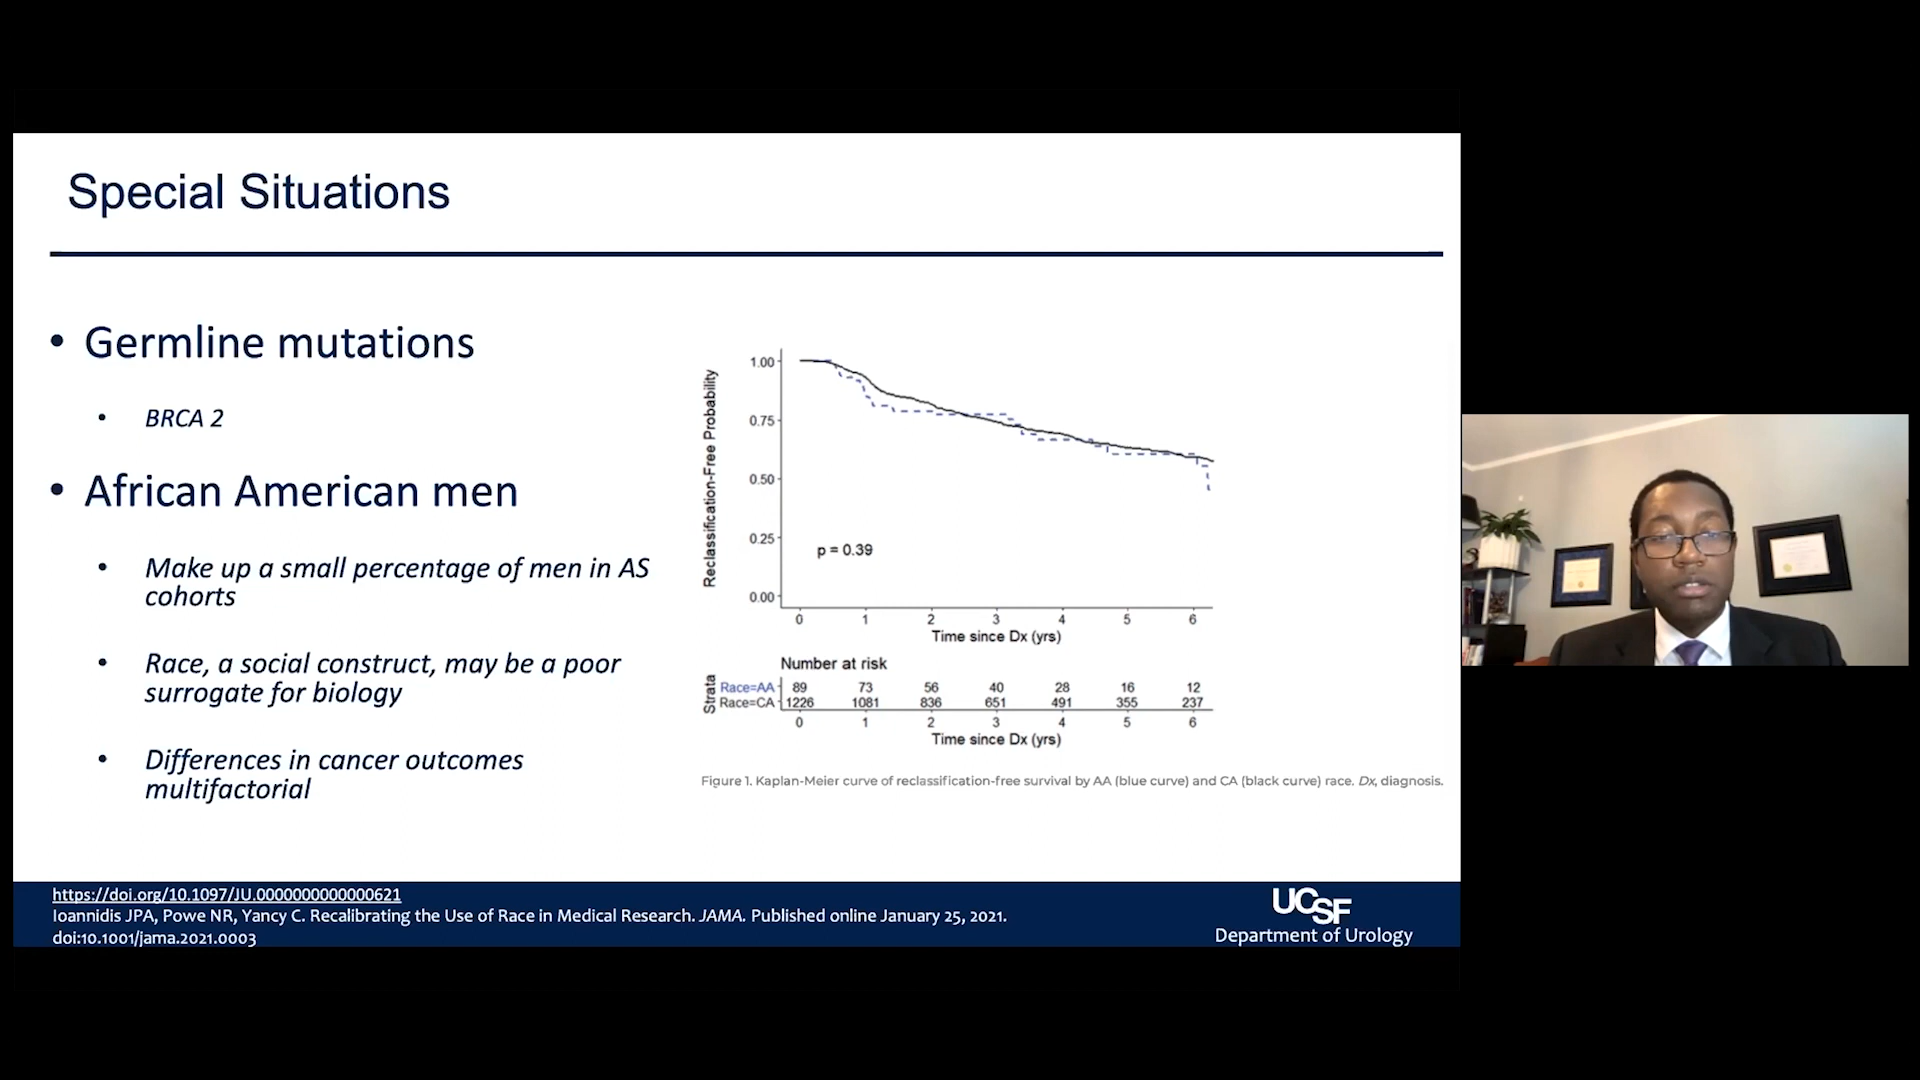 Special Situations
• Germline mutations
• BRCA 2
• African American men
• Make up a small percentage of men in AS
cohorts
• Race, a social construct, may be a poor
surrogate for biology
• Differences in cancer outcomes
multifactorial
Reclassification-Free Probability
1.00
0.75
0.50
0.25
0.00
p = 0.39
0 1 2 3 4 5 6
Time since Dx (yrs)
Number at risk
Strata
Race=AA 89 73 56 40 28 16 12
Race=CA 1226 1081 836 651 491 355 237
0 1 2 3 4 5 6
Time since Dx (yrs)
Figure 1. Kaplan-Meier curve of reclassification-free survival by AA (blue curve) and CA (black curve) race. Dx, diagnosis.
https://doi.org/10.1097/JU.0000000000000621
Ioannidis JPA, Powe NR, Yancy C. Recalibrating the Use of Race in Medical Research. JAMA. Published online January 25, 2021.
doi:10.1001/jama.2021.0003
UCSF
Department of Urology